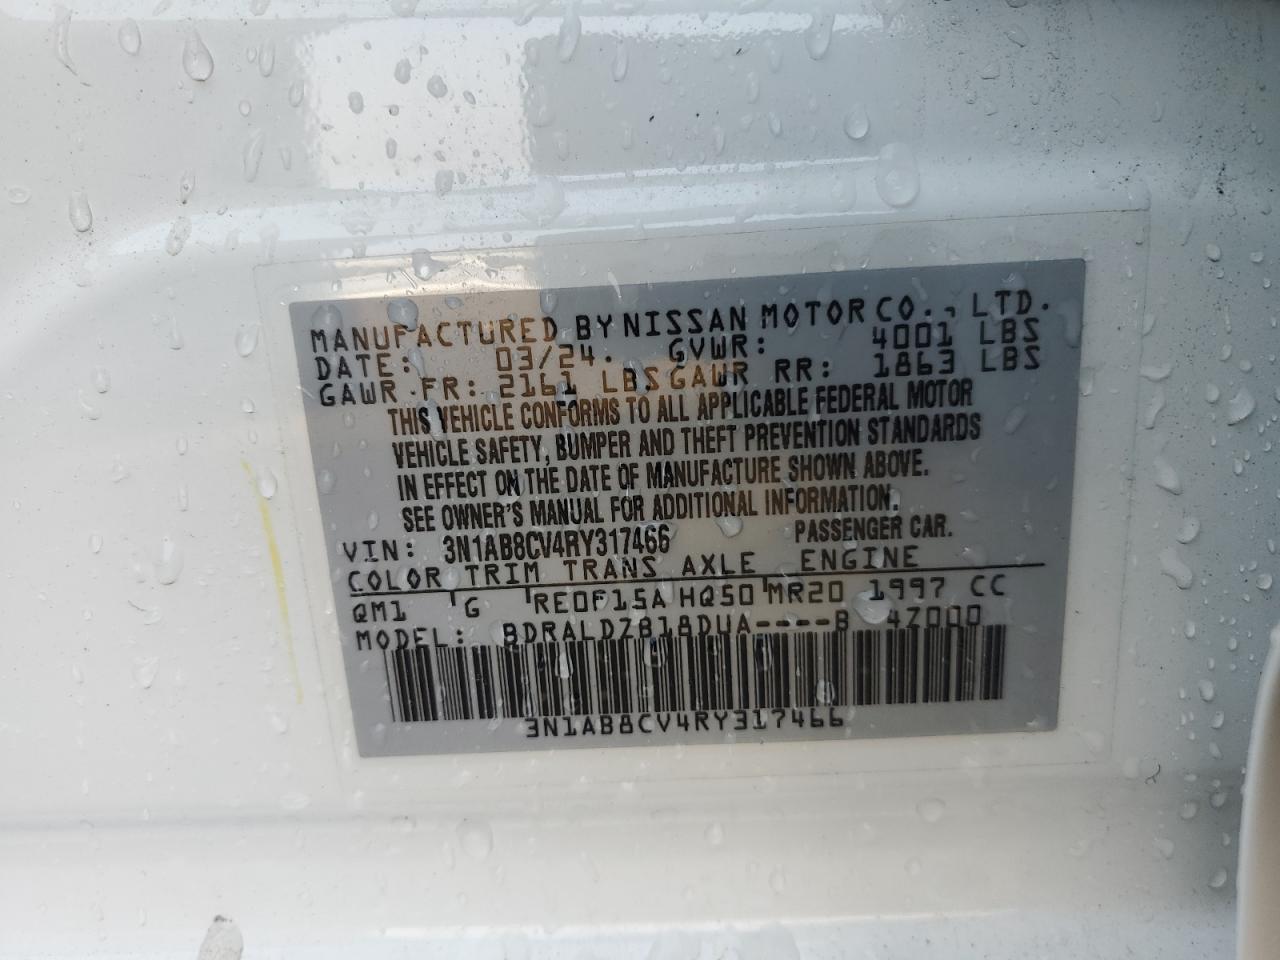 MANUFACTURED BY NISSAN MOTOR CO., LTD.
DATE: 03/24. GVWR: 4001 LBS
GAWR FR: 2161 LBS GAWR RR: 1863 LBS
THIS VEHICLE CONFORMS TO ALL APPLICABLE FEDERAL MOTOR
VEHICLE SAFETY, BUMPER AND THEFT PREVENTION STANDARDS
IN EFFECT ON THE DATE OF MANUFACTURE SHOWN ABOVE.
SEE OWNER'S MANUAL FOR ADDITIONAL INFORMATION.
VIN: 3N1AB8CV4RY317466 PASSENGER CAR.
COLOR TRIM TRANS AXLE ENGINE
QM1 G RE0F15A HQ50 MR20 1997 CC
MODEL: BDRALDZB18DUA----B 4Z000
3N1AB8CV4RY317466